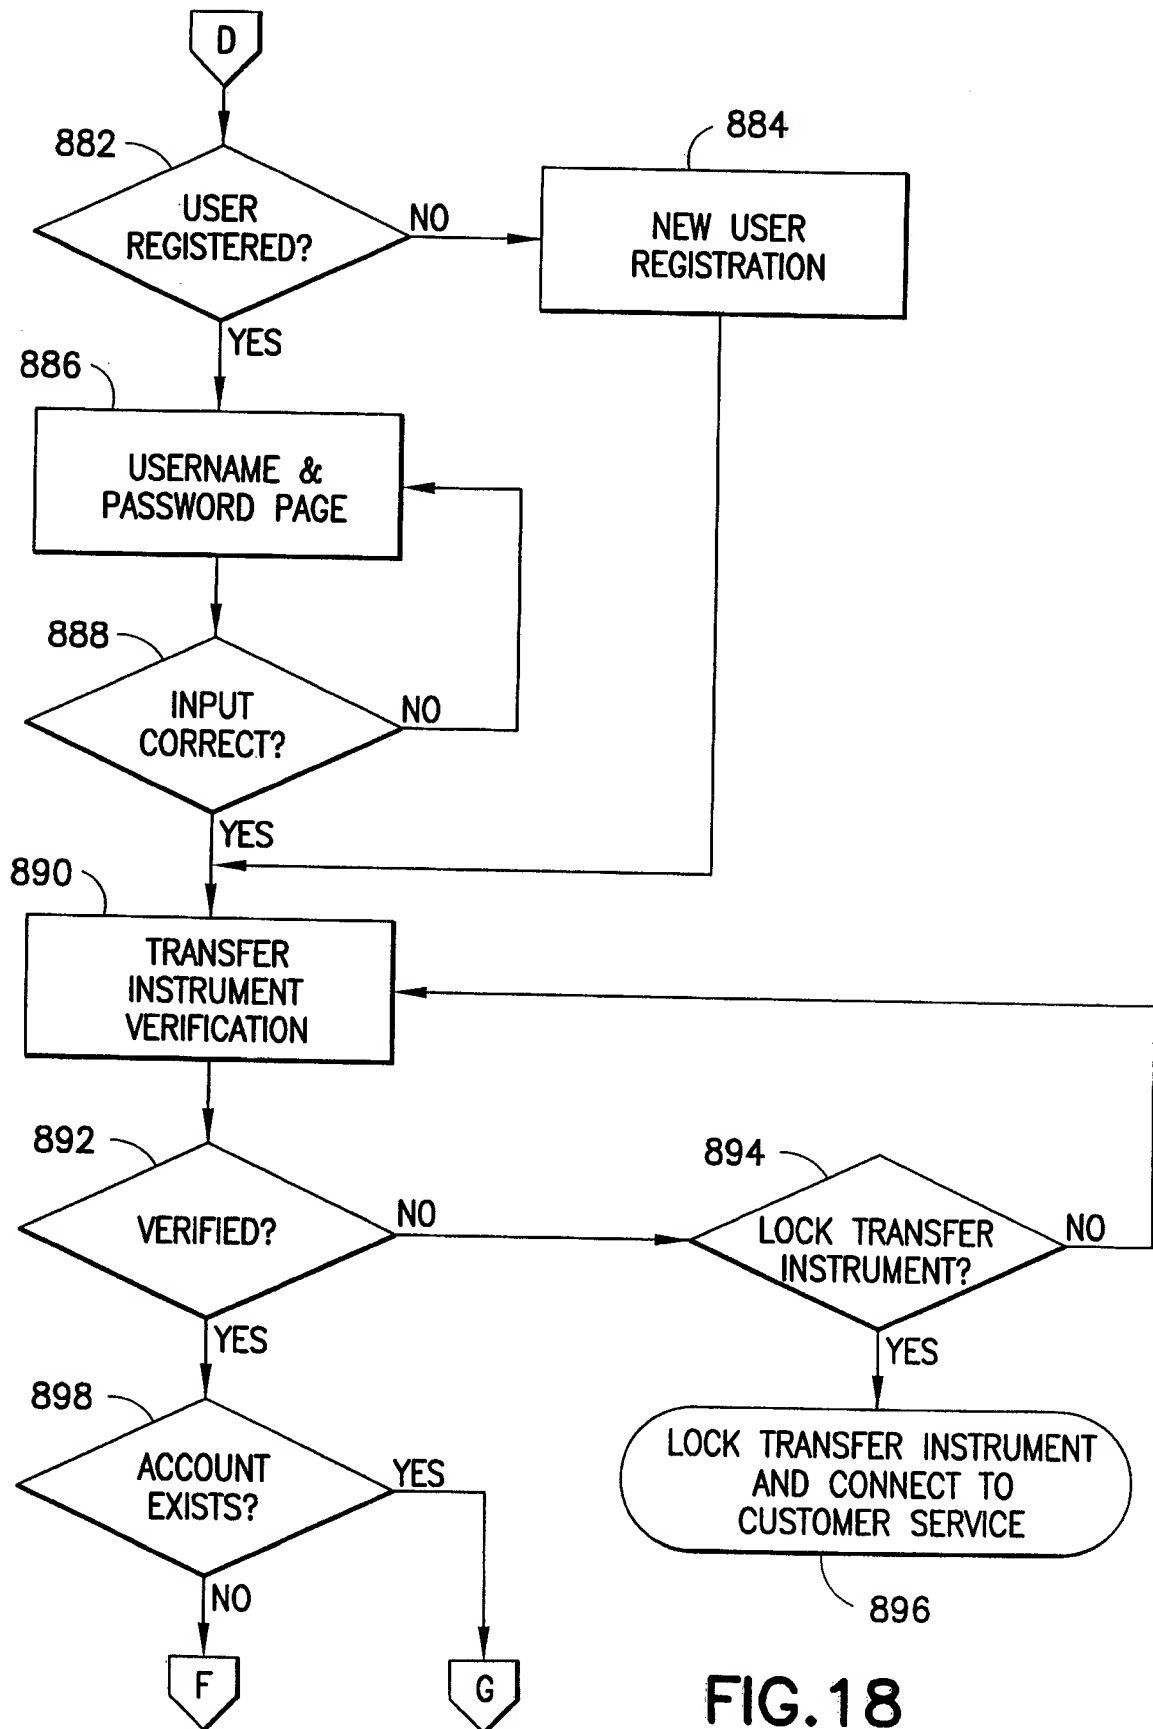 D
882
884
USER
REGISTERED?
NO
NEW USER
REGISTRATION
YES
886
USERNAME &
PASSWORD PAGE
888
INPUT
CORRECT?
NO
YES
890
TRANSFER
INSTRUMENT
VERIFICATION
892
VERIFIED?
NO
894
LOCK TRANSFER
INSTRUMENT?
NO
YES
YES
898
ACCOUNT
EXISTS?
YES
LOCK TRANSFER INSTRUMENT
AND CONNECT TO
CUSTOMER SERVICE
896
NO
F
G
FIG.18